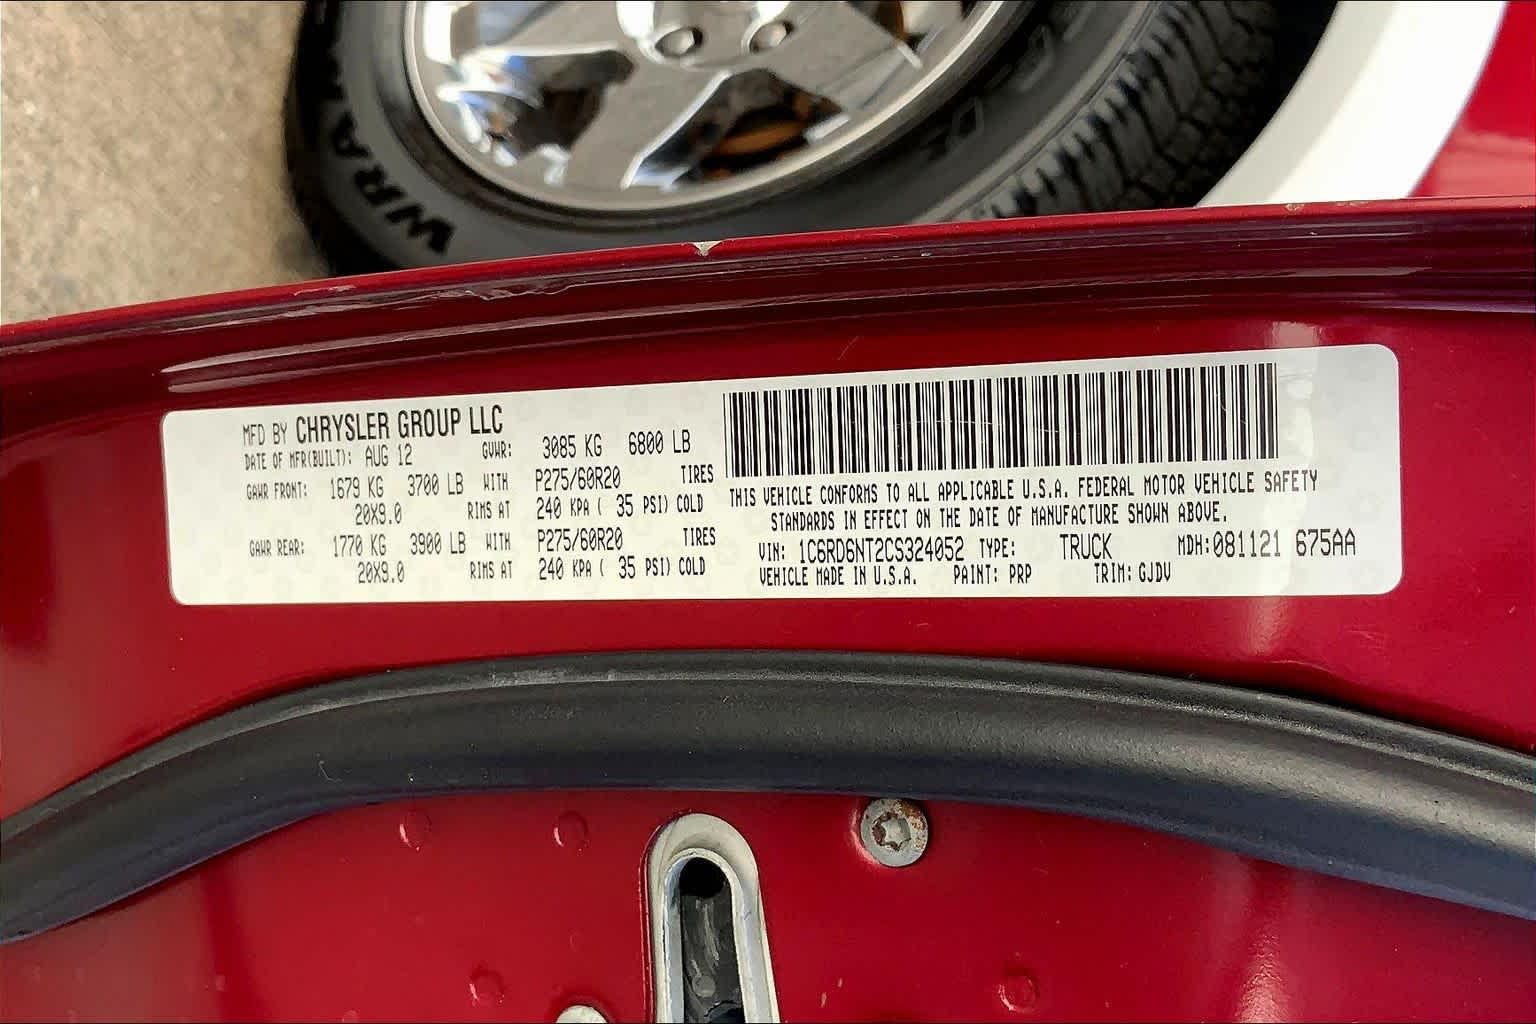 WRA
MFD BY CHRYSLER GROUP LLC
DATE OF MFR(BUILT): AUG 12 GVWR: 3085 KG 6800 LB
GAWR FRONT: 1679 KG 3700 LB WITH P275/60R20 TIRES
20X9.0 RIMS AT 240 KPA ( 35 PSI) COLD
GAWR REAR: 1770 KG 3900 LB WITH P275/60R20 TIRES
20X9.0 RIMS AT 240 KPA ( 35 PSI) COLD
THIS VEHICLE CONFORMS TO ALL APPLICABLE U.S.A. FEDERAL MOTOR VEHICLE SAFETY
STANDARDS IN EFFECT ON THE DATE OF MANUFACTURE SHOWN ABOVE.
VIN: 1C6RD6NT2CS324052 TYPE: TRUCK MDH:081121 675AA
VEHICLE MADE IN U.S.A. PAINT: PRP TRIM: GJDV